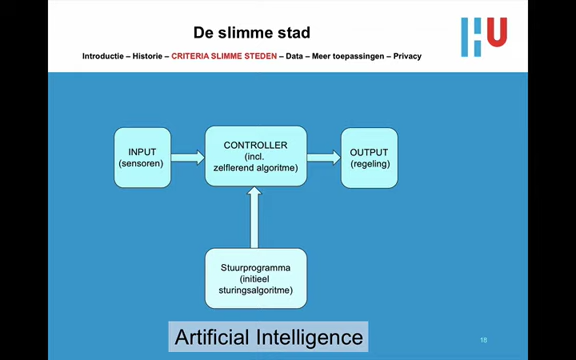 De slimme stad
HU
Introductie – Historie – CRITERIA SLIMME STEDEN – Data – Meer toepassingen – Privacy
INPUT
(sensoren)
CONTROLLER
(incl.
zelflerend algoritme)
OUTPUT
(regeling)
Stuurprogramma
(initieel
sturingsalgoritme)
Artificial Intelligence
18